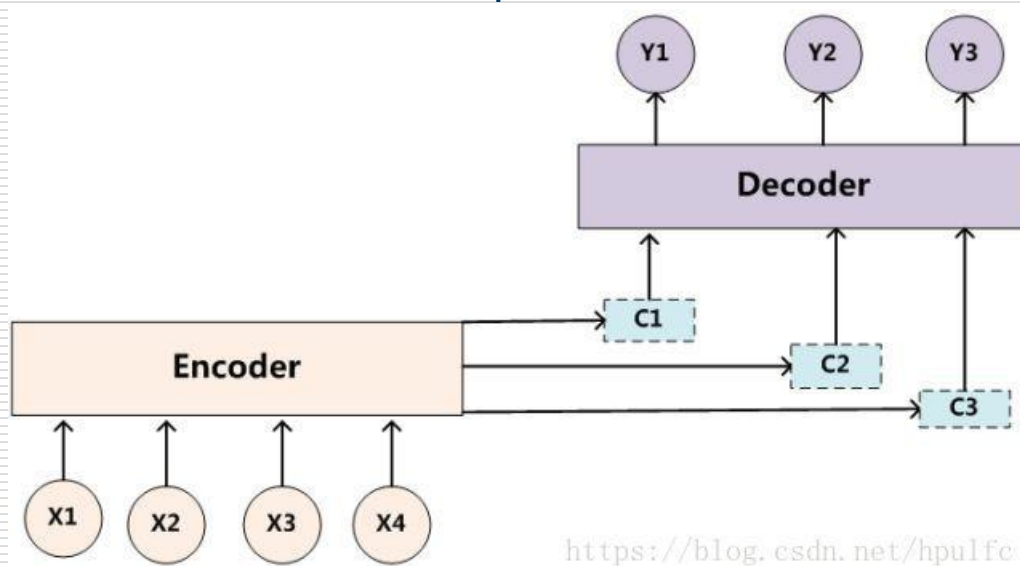 Y1 Y2 Y3
Decoder
C1
Encoder
C2
C3
X1 X2 X3 X4
https://blog.csdn.net/hpulfc